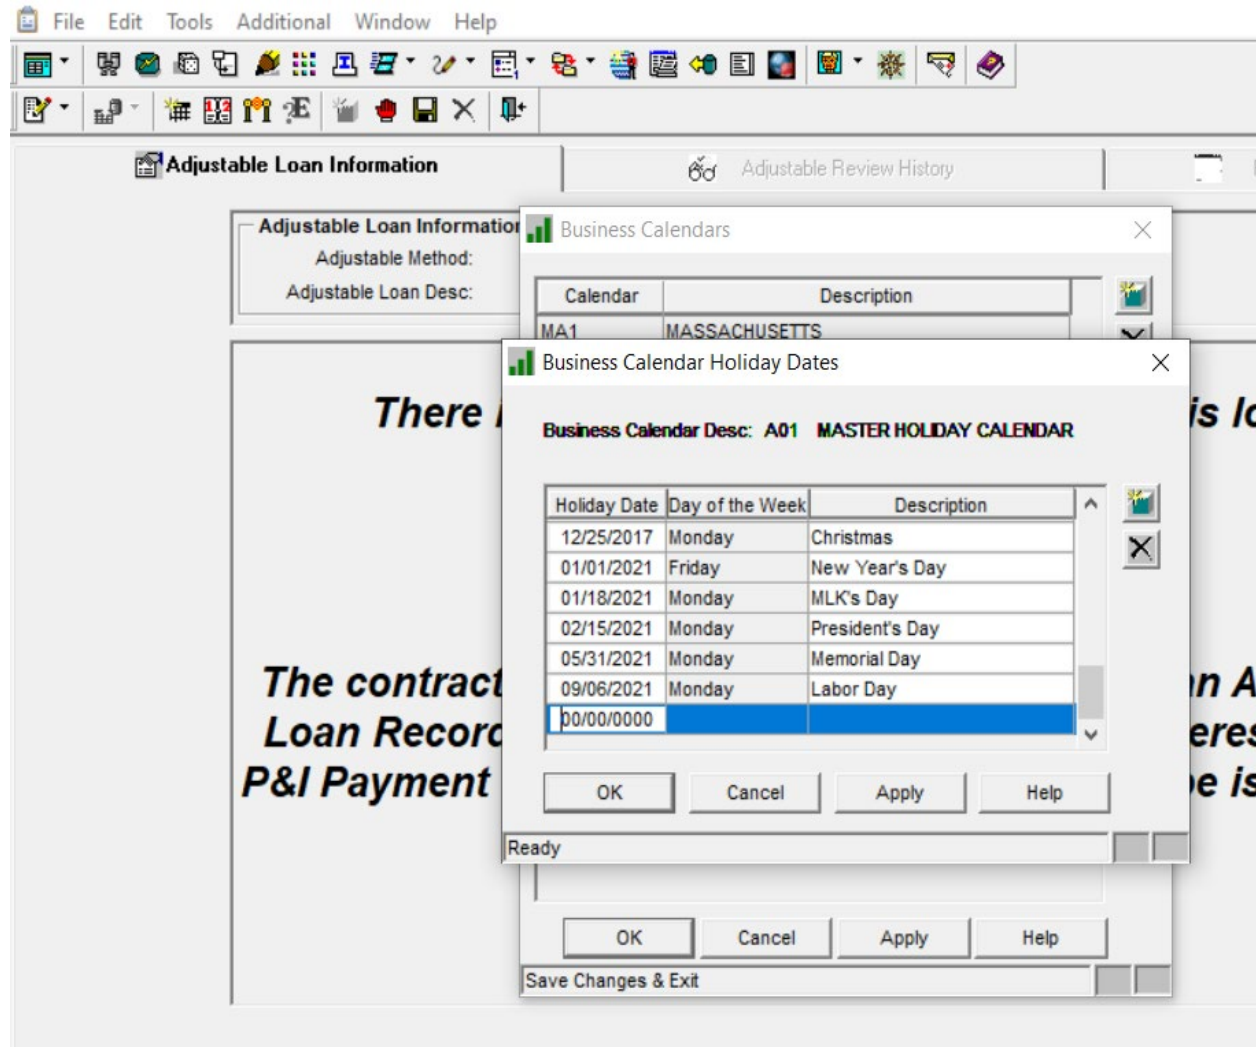 File Edit Tools Additional Window Help
Adjustable Loan Information
Adjustable Review History
Adjustable Loan Information
Adjustable Method:
Adjustable Loan Desc:
Business Calendars
Calendar Description
MA1 MASSACHUSETTS
Business Calendar Holiday Dates
There is lo
Business Calendar Desc: A01 MASTER HOLIDAY CALENDAR
Holiday Date Day of the Week Description
12/25/2017 Monday Christmas
01/01/2021 Friday New Year's Day
01/18/2021 Monday MLK's Day
02/15/2021 Monday President's Day
05/31/2021 Monday Memorial Day
09/06/2021 Monday Labor Day
00/00/0000
The contract n A
Loan Record eres
P&I Payment e is
OK Cancel Apply Help
Ready
OK Cancel Apply Help
Save Changes & Exit